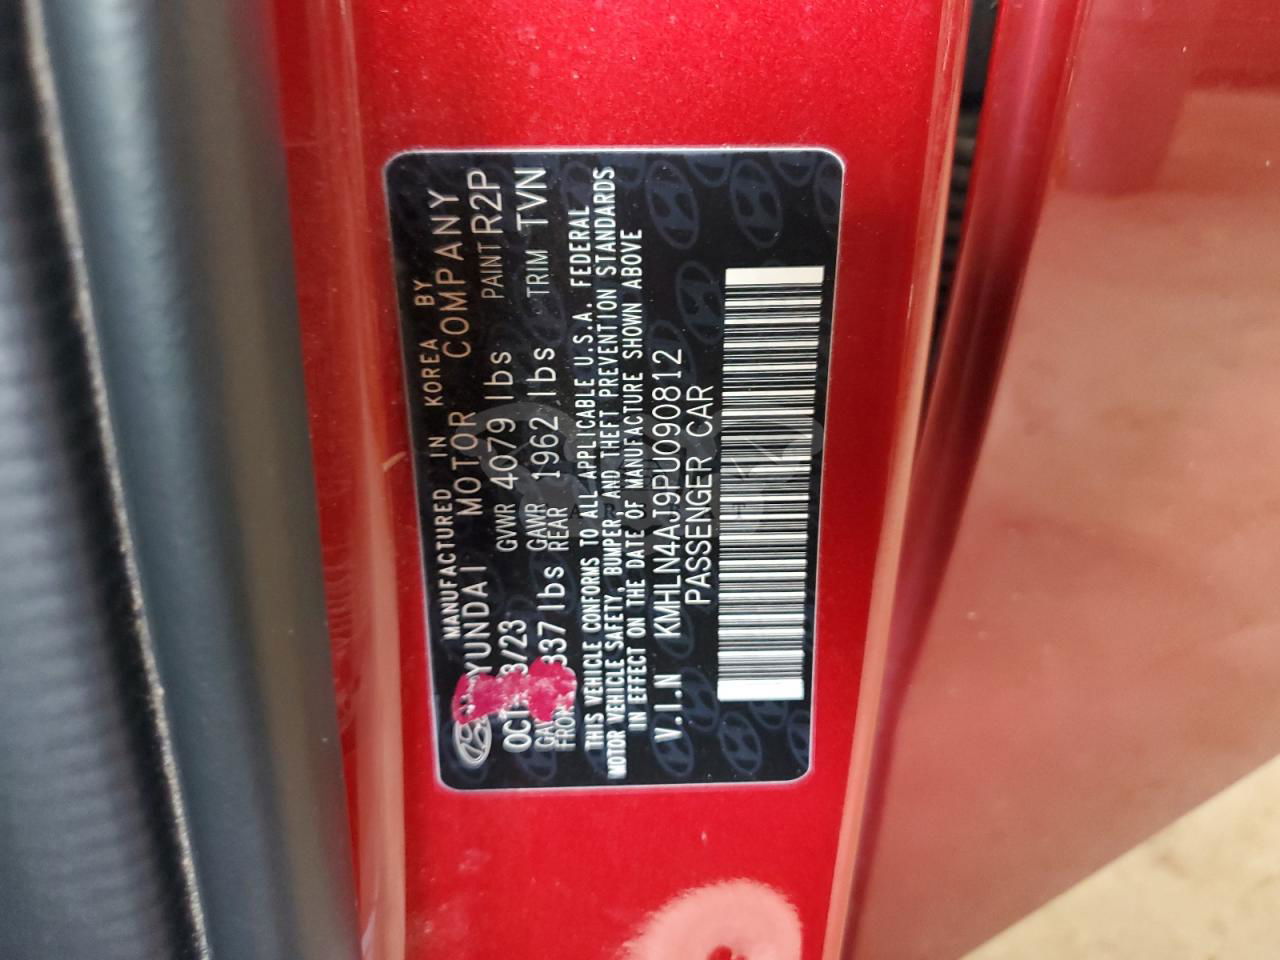 MANUFACTURED IN KOREA BY
HYUNDAI MOTOR COMPANY
OCT 3/23 GVWR 4079 lbs PAINT R2P
337 lbs GAWR REAR 1962 lbs TRIM TVN
THIS VEHICLE CONFORMS TO ALL APPLICABLE U.S.A. FEDERAL
MOTOR VEHICLE SAFETY, BUMPER, AND THEFT PREVENTION STANDARDS
IN EFFECT ON THE DATE OF MANUFACTURE SHOWN ABOVE
V.I.N KMHLN4AJ9PU090812
PASSENGER CAR